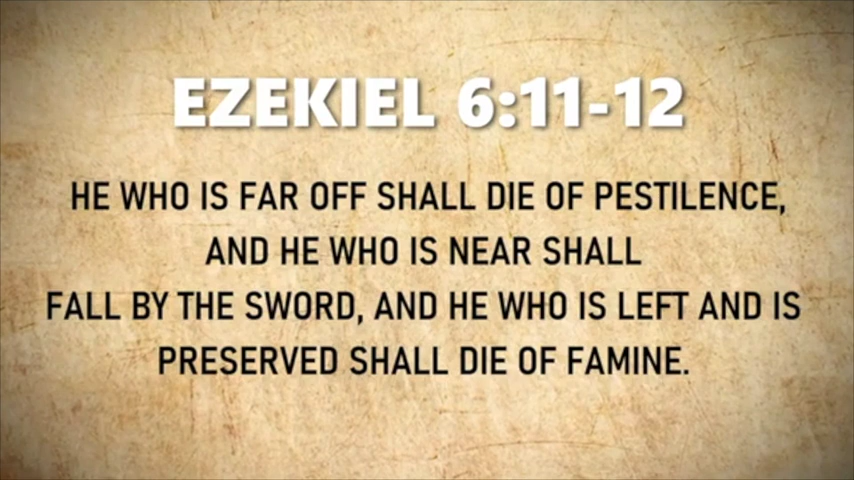 EZEKIEL 6:11-12
HE WHO IS FAR OFF SHALL DIE OF PESTILENCE,
AND HE WHO IS NEAR SHALL
FALL BY THE SWORD, AND HE WHO IS LEFT AND IS
PRESERVED SHALL DIE OF FAMINE.